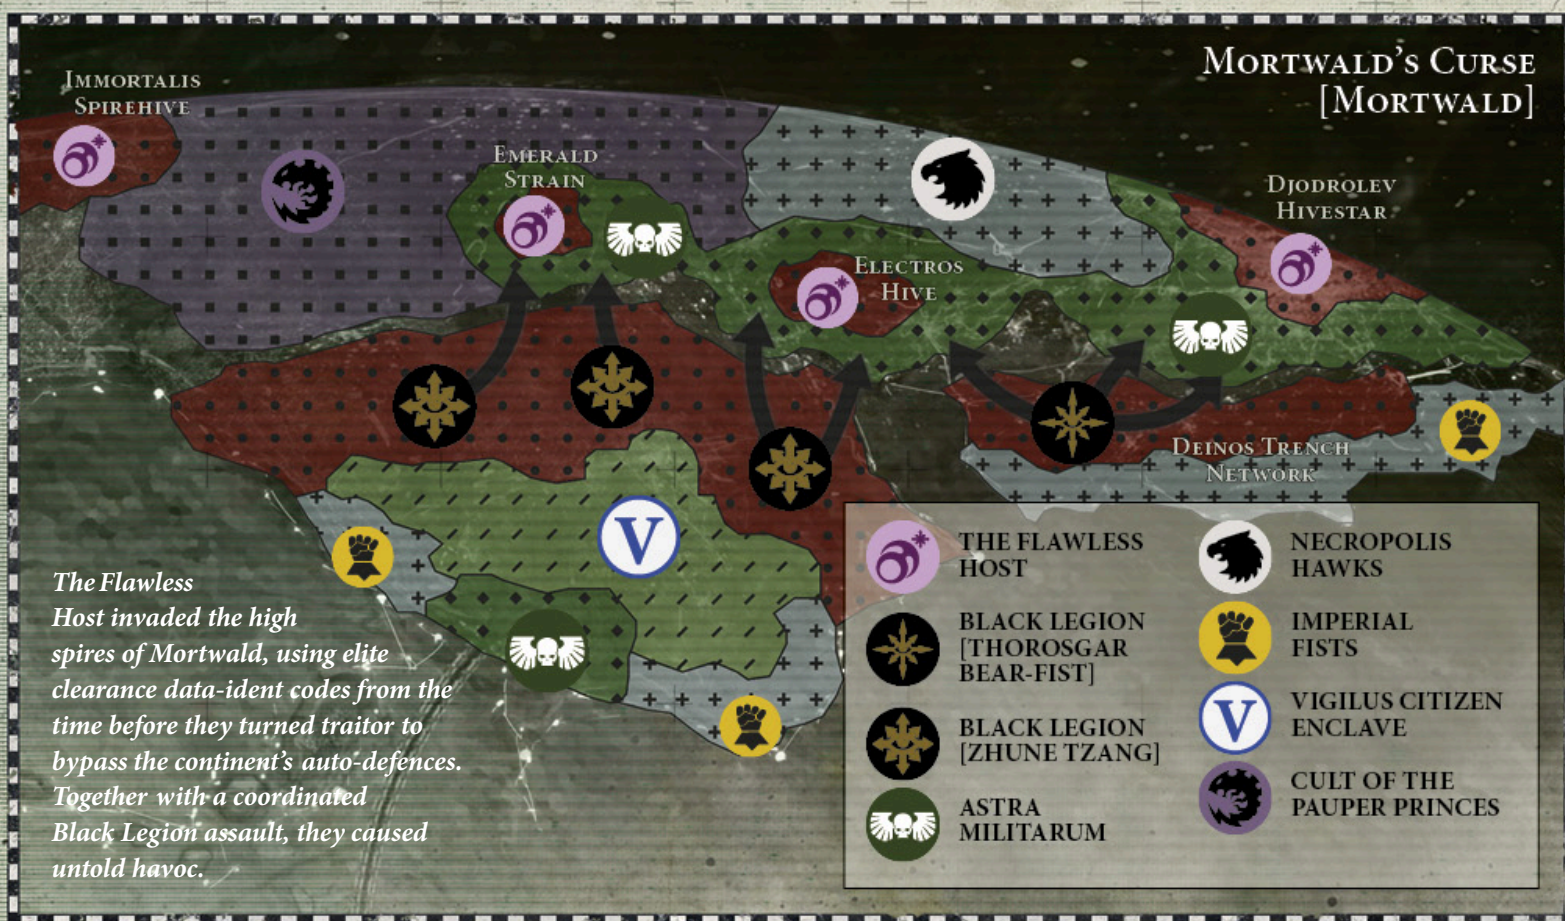 MORTWALD'S CURSE
[MORTWALD]
IMMORTALIS
SPIREHIVE
EMERALD
STRAIN
DJODROLEV
HIVESTAR
ELECTROS
HIVE
DEINOS TRENCH
NETWORK
V
The Flawless
Host invaded the high
spires of Mortwald, using elite
clearance data-ident codes from the
time before they turned traitor to
bypass the continent's auto-defences.
Together with a coordinated
Black Legion assault, they caused
untold havoc.
THE FLAWLESS
HOST
BLACK LEGION
[THOROSGAR
BEAR-FIST]
BLACK LEGION
[ZHUNE TZANG]
ASTRA
MILITARUM
NECROPOLIS
HAWKS
IMPERIAL
FISTS
V
VIGILUS CITIZEN
ENCLAVE
CULT OF THE
PAUPER PRINCES